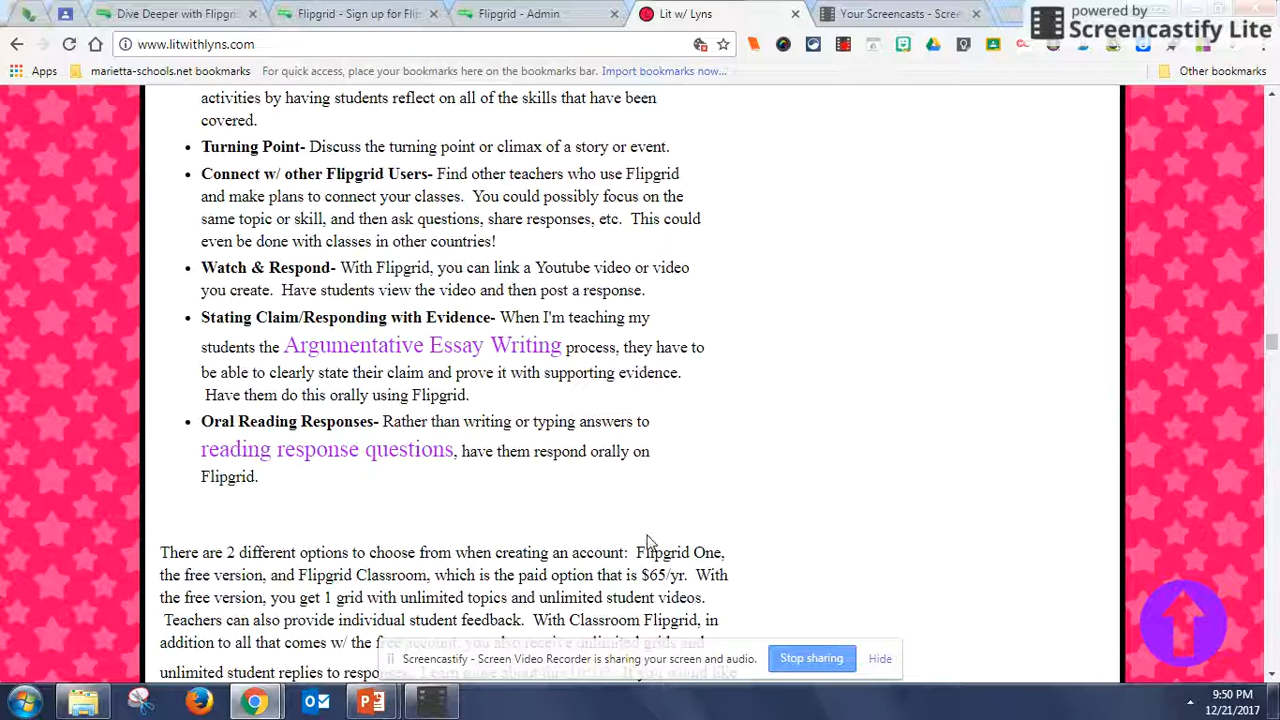 Dive Deeper with Flipgri
Flipgrid - Sign up for Fl
Flipgrid Admin
Lit w/ Lyns
Your Screencasts - Scre
powered by
Screencastify Lite
www.litwithlyns.com
Apps
marietta-schools.net bookmarks
For quick access, place your bookmarks here on the bookmarks bar. Import bookmarks now...
Other bookmarks
activities by having students reflect on all of the skills that have been
covered.
• Turning Point- Discuss the turning point or climax of a story or event.
• Connect w/ other Flipgrid Users- Find other teachers who use Flipgrid
and make plans to connect your classes. You could possibly focus on the
same topic or skill, and then ask questions, share responses, etc. This could
even be done with classes in other countries!
• Watch & Respond- With Flipgrid, you can link a Youtube video or video
you create. Have students view the video and then post a response.
• Stating Claim/Responding with Evidence- When I'm teaching my
students the Argumentative Essay Writing process, they have to
be able to clearly state their claim and prove it with supporting evidence.
Have them do this orally using Flipgrid.
• Oral Reading Responses- Rather than writing or typing answers to
reading response questions, have them respond orally on
Flipgrid.
There are 2 different options to choose from when creating an account: Flipgrid One,
the free version, and Flipgrid Classroom, which is the paid option that is $65/yr. With
the free version, you get 1 grid with unlimited topics and unlimited student videos.
Teachers can also provide individual student feedback. With Classroom Flipgrid, in
addition to all that comes w/ the free account, you also receive unlimited grids and
unlimited student replies to
Screencastify - Screen Video Recorder is sharing your screen and audio.
Stop sharing
Hide
9:50 PM
12/21/2017